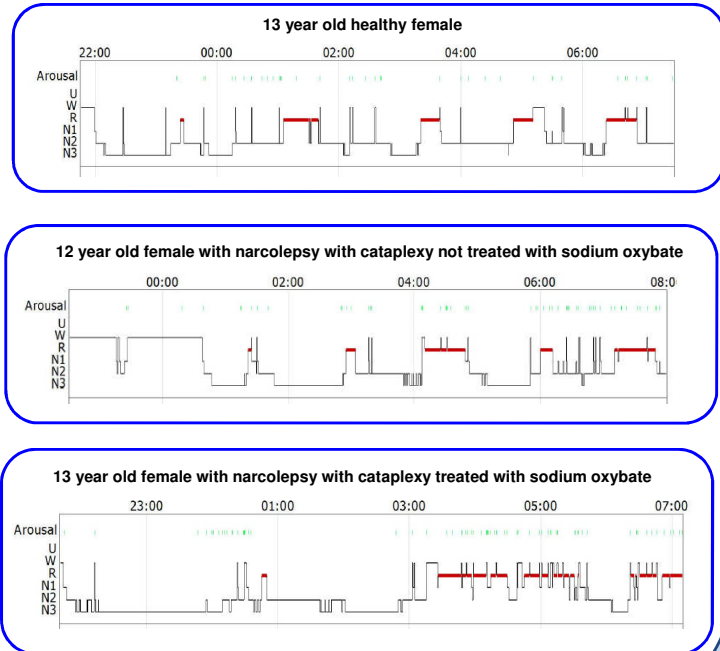 13 year old healthy female
22:00 00:00 02:00 04:00 06:00
Arousal
U
W
R
N1
N2
N3
12 year old female with narcolepsy with cataplexy not treated with sodium oxybate
00:00 02:00 04:00 06:00 08:0
Arousal
U
W
R
N1
N2
N3
13 year old female with narcolepsy with cataplexy treated with sodium oxybate
23:00 01:00 03:00 05:00 07:00
Arousal
U
W
R
N1
N2
N3